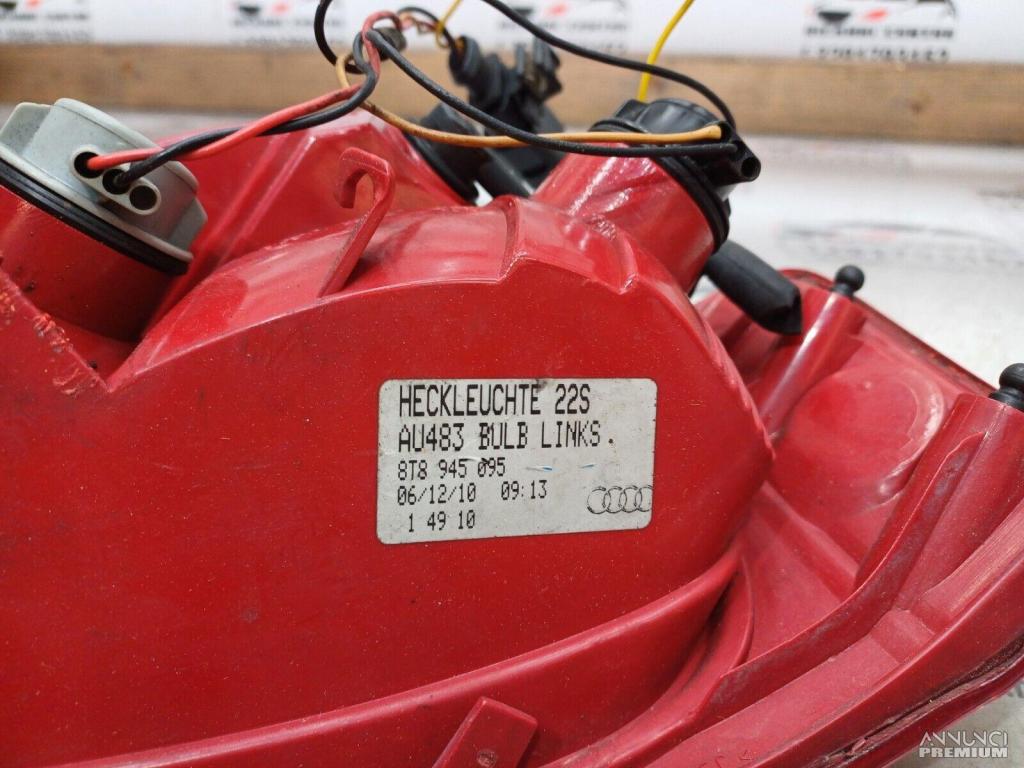 HECKLEUCHTE 22S
AU483 BULB LINKS.
8T8 945 095
06/12/10 09:13
1 49 10
ANNUNCI
PREMIUM